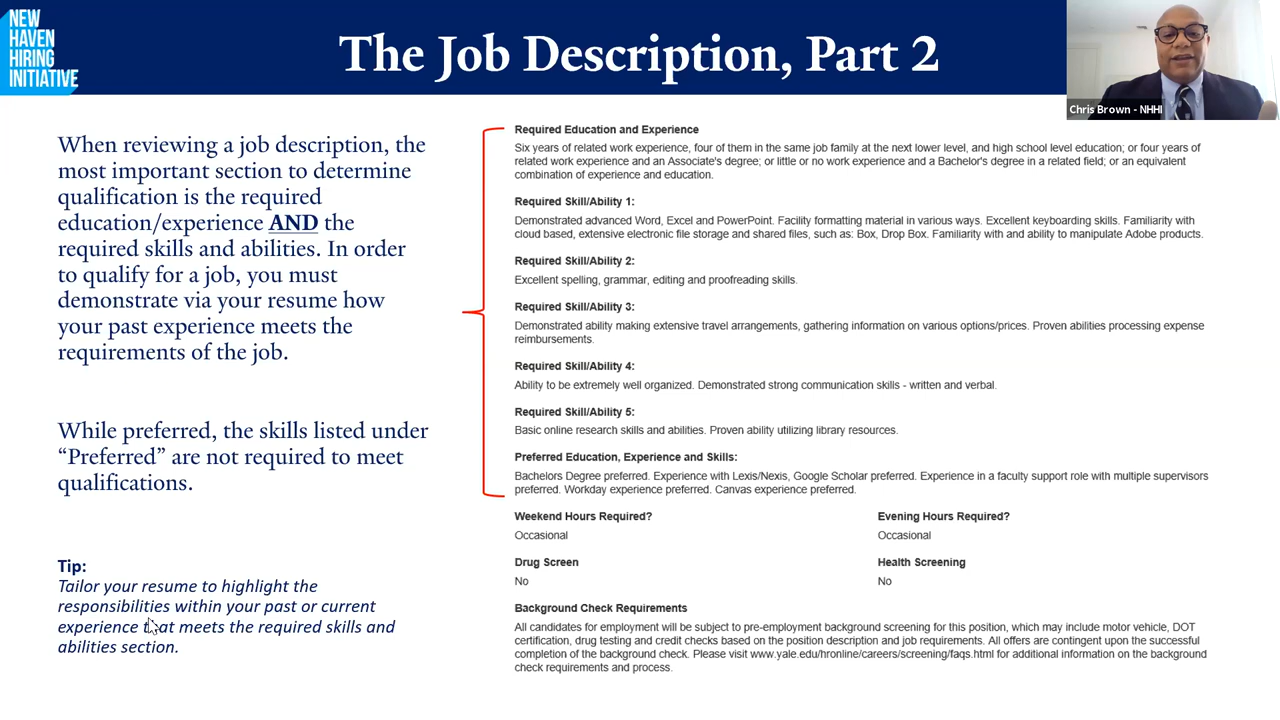 NEW
HAVEN
HIRING
INITIATIVE
The Job Description, Part 2
Chris Brown - NHHI
When reviewing a job description, the
most important section to determine
qualification is the required
education/experience AND the
required skills and abilities. In order
to qualify for a job, you must
demonstrate via your resume how
your past experience meets the
requirements of the job.
While preferred, the skills listed under
“Preferred” are not required to meet
qualifications.
Tip:
Tailor your resume to highlight the
responsibilities within your past or current
experience that meets the required skills and
abilities section.
Required Education and Experience
Six years of related work experience, four of them in the same job family at the next lower level, and high school level education; or four years of
related work experience and an Associate's degree; or little or no work experience and a Bachelor's degree in a related field; or an equivalent
combination of experience and education.
Required Skill/Ability 1:
Demonstrated advanced Word, Excel and PowerPoint. Facility formatting material in various ways. Excellent keyboarding skills. Familiarity with
cloud based, extensive electronic file storage and shared files, such as: Box, Drop Box. Familiarity with and ability to manipulate Adobe products.
Required Skill/Ability 2:
Excellent spelling, grammar, editing and proofreading skills.
Required Skill/Ability 3:
Demonstrated ability making extensive travel arrangements, gathering information on various options/prices. Proven abilities processing expense
reimbursements.
Required Skill/Ability 4:
Ability to be extremely well organized. Demonstrated strong communication skills - written and verbal.
Required Skill/Ability 5:
Basic online research skills and abilities. Proven ability utilizing library resources.
Preferred Education, Experience and Skills:
Bachelors Degree preferred. Experience with Lexis/Nexis, Google Scholar preferred. Experience in a faculty support role with multiple supervisors
preferred. Workday experience preferred. Canvas experience preferred.
Weekend Hours Required?
Occasional
Evening Hours Required?
Occasional
Drug Screen
No
Health Screening
No
Background Check Requirements
All candidates for employment will be subject to pre-employment background screening for this position, which may include motor vehicle, DOT
certification, drug testing and credit checks based on the position description and job requirements. All offers are contingent upon the successful
completion of the background check. Please visit www.yale.edu/hronline/careers/screening/faqs.html for additional information on the background
check requirements and process.